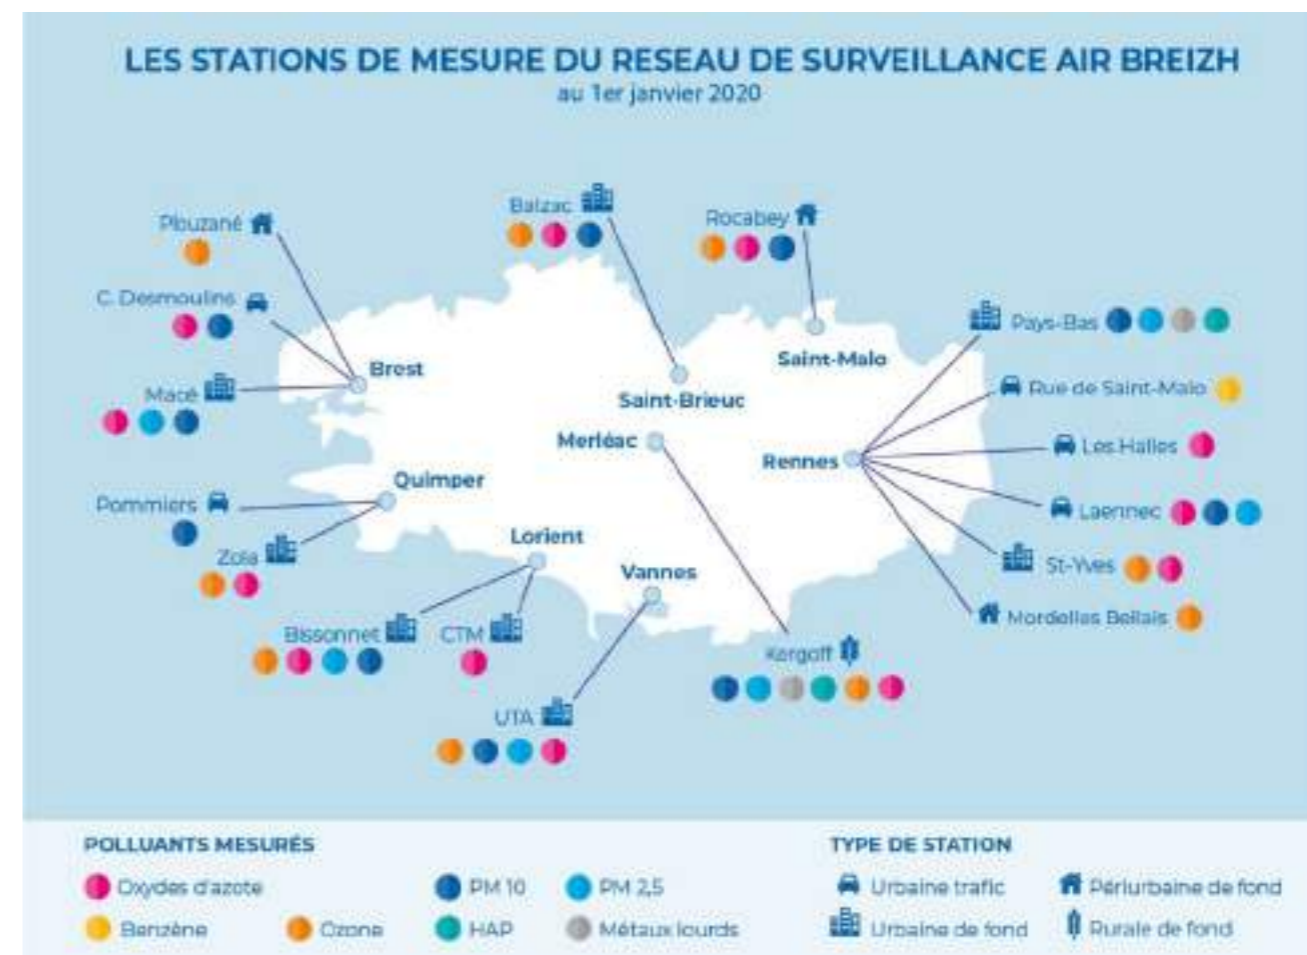 LES STATIONS DE MESURE DU RESEAU DE SURVEILLANCE AIR BREIZH
au 1er janvier 2020
Plouzané
Balzac
Rocabey
C. Desmoulins
Pays-Bas
Brest
Saint-Malo
Macé
Saint-Brieuc
Rue de Saint-Malo
Merléac
Rennes
Les Halles
Quimper
Pommiers
Laennec
Lorient
Zola
Vannes
St-Yves
Bissonnet
CTM
Mordelles Bellais
Kergoff
UTA
POLLUANTS MESURÉS
TYPE DE STATION
Oxydes d'azote
PM 10
PM 2,5
Urbaine trafic
Périurbaine de fond
Benzène
Ozone
HAP
Métaux lourds
Urbaine de fond
Rurale de fond